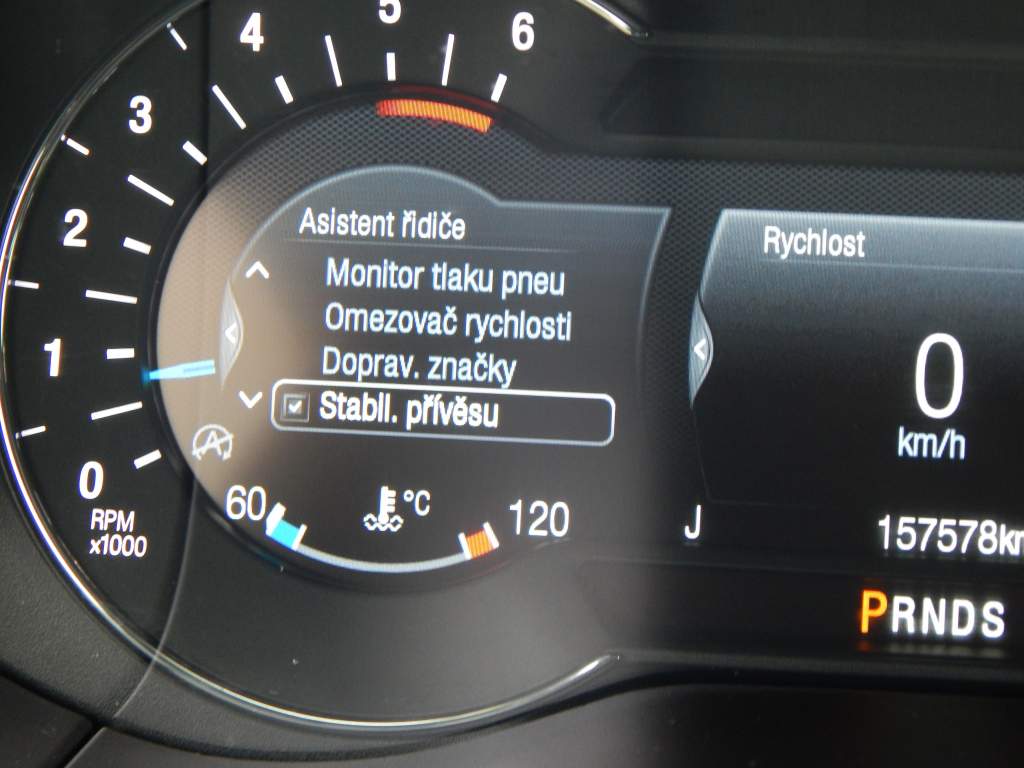 6
5
4
3
2
1
0
RPM
x1000
Asistent řidiče
Monitor tlaku pneu
Omezovač rychlosti
Doprav. značky
Stabil. přívěsu
60
°C
120
Rychlost
0
km/h
J
157578km
PRNDS